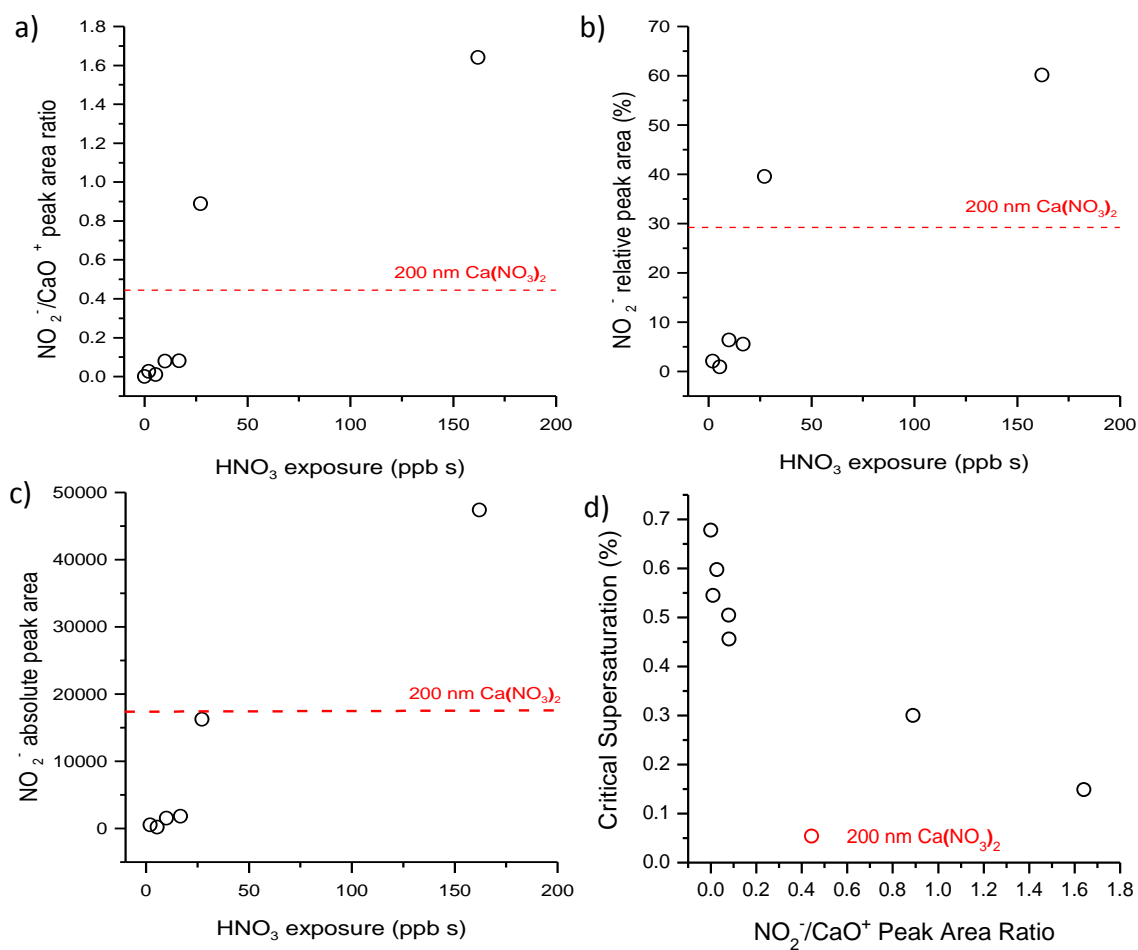 a)
1.8
1.6
1.4
1.2
1.0
0.8
0.6
0.4
0.2
0.0
NO₂⁻/CaO⁺ peak area ratio
200 nm Ca(NO₃)₂
0 50 100 150 200
HNO₃ exposure (ppb s)
b)
70
60
50
40
30
20
10
0
NO₂⁻ relative peak area (%)
200 nm Ca(NO₃)₂
0 50 100 150 200
HNO₃ exposure (ppb s)
c)
50000
40000
30000
20000
10000
0
NO₂⁻ absolute peak area
200 nm Ca(NO₃)₂
0 50 100 150 200
HNO₃ exposure (ppb s)
d)
0.7
0.6
0.5
0.4
0.3
0.2
0.1
0.0
Critical Supersaturation (%)
200 nm Ca(NO₃)₂
0.0 0.2 0.4 0.6 0.8 1.0 1.2 1.4 1.6 1.8
NO₂⁻/CaO⁺ Peak Area Ratio